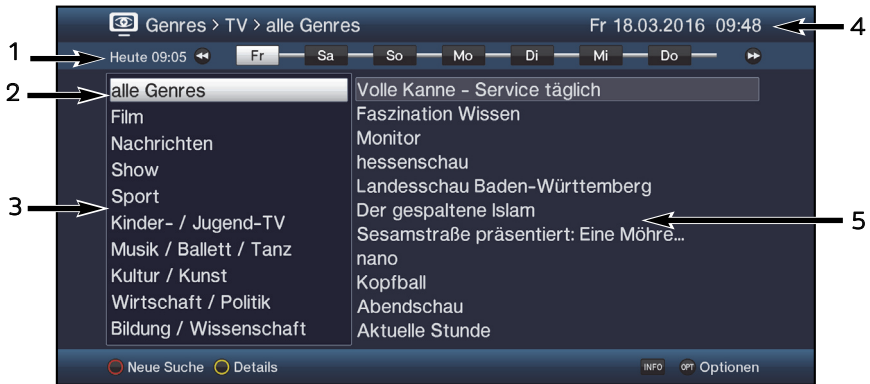 Genres > TV > alle Genres
Fr 18.03.2016 09:48
4
1
Heute 09:05 Fr Sa So Mo Di Mi Do
2
alle Genres
Film
Nachrichten
Show
Sport
3
Kinder- / Jugend-TV
Musik / Ballett / Tanz
Kultur / Kunst
Wirtschaft / Politik
Bildung / Wissenschaft
Volle Kanne - Service täglich
Faszination Wissen
Monitor
hessenschau
Landesschau Baden-Württemberg
Der gespaltene Islam
5
Sesamstraße präsentiert: Eine Möhre...
nano
Kopfball
Abendschau
Aktuelle Stunde
Neue Suche Details
INFO OPT Optionen